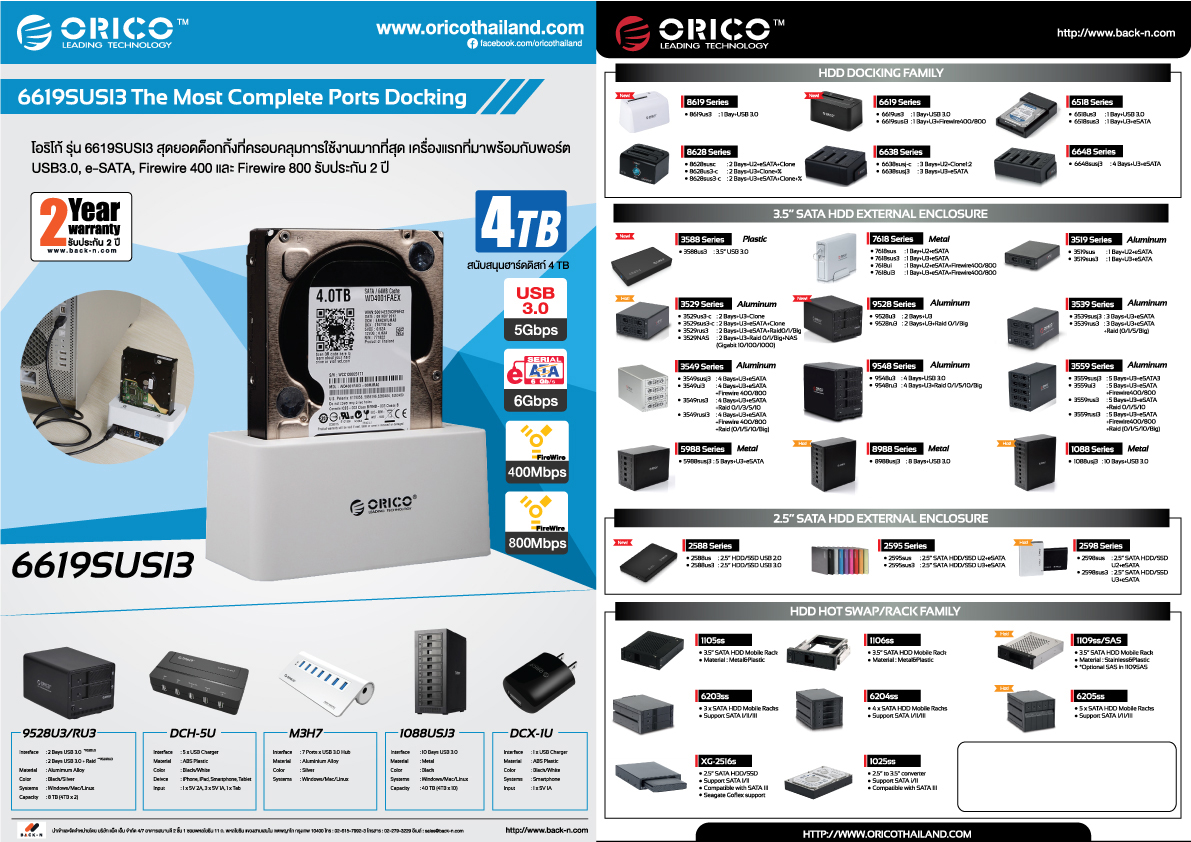 ORICO™
LEADING TECHNOLOGY
www.oricothailand.com
facebook.com/oricothailand
6619SUSI3 The Most Complete Ports Docking
โอริโก้ รุ่น 6619SUSI3 สุดยอดด็อกกิ้งที่ครอบคลุมการใช้งานมากที่สุด เครื่องแรกที่มาพร้อมกับพอร์ต
USB3.0, e-SATA, Firewire 400 และ Firewire 800 รับประกัน 2 ปี
2 Year
warranty
รับประกัน 2 ปี
www.back-n.com
4TB
สนับสนุนฮาร์ดดิสก์ 4 TB
USB
3.0
5Gbps
SERIAL
eSATA
6 Gb/s
6Gbps
FireWire
400Mbps
FireWire
800Mbps
4.0TB
SATA / 64MB Cache
WD4001FAEX
ORICO®
LEADING TECHNOLOGY
6619SUSI3
9528U3/RU3
Interface : 2 Bays USB 3.0
: 2 Bays USB 3.0 + Raid
Material : Alumimum Alloy
Color : Black/Silver
Systems : Windows/Mac/Linux
Capacity : 8 TB (4TB x 2)
DCH-5U
Interface : 5 x USB Charger
Material : ABS Plastic
Color : Black/White
Deivce : iPhone, iPad, Smartphone, Tablet
Input : 1 x 5V 2A, 3 x 5V 1A, 1 x Tab
M3H7
Interface : 7 Ports x USB 3.0 Hub
Material : Aluminium Alloy
Color : Silver
Systems : Windows/Mac/Linux
1088USJ3
Interface : 10 Bays USB 3.0
Material : Metal
Color : Black
Systems : Windows/Mac/Linux
Capacity : 40 TB (4TB x 10)
DCX-1U
Interface : 1 x USB Charger
Material : ABS Plastic
Color : Black/White
Systems : Smartphone
Input : 1 x 5V 1A
BACK-N
http://www.back-n.com
ORICO™
LEADING TECHNOLOGY
http://www.back-n.com
HDD DOCKING FAMILY
New!
8619 Series
• 8619us3 : 1 Bay+USB 3.0
New!
6619 Series
• 6619us3 : 1 Bay+USB 3.0
• 6619susi3 : 1 Bay+U3+Firewire400/800
6518 Series
• 6518us3 : 1 Bay+USB 3.0
• 6518sus3 : 1 Bay+U3+eSATA
8628 Series
• 8628susc : 2 Bays+U2+eSATA+Clone
• 8628us3-c : 2 Bays+U3+Clone+%
• 8628sus3-c : 2 Bays+U3+eSATA+Clone+%
6638 Series
• 6638susj-c : 3 Bays+U2+Clone1:2
• 6638susj3 : 3 Bays+U3+eSATA
6648 Series
• 6648susj3 : 4 Bays+U3+eSATA
3.5" SATA HDD EXTERNAL ENCLOSURE
New!
3588 Series Plastic
• 3588us3 : 3.5" USB 3.0
7618 Series Metal
• 7618sus : 1 Bay+U2+eSATA
• 7618sus3 : 1 Bay+U3+eSATA
• 7618ui : 1 Bay+U2+eSATA+Firewire400/800
• 7618ui3 : 1 Bay+U3+eSATA+Firewire400/800
3519 Series Aluminum
• 3519sus : 1 Bay+U2+eSATA
• 3519sus3 : 1 Bay+U3+eSATA
Hot
3529 Series Aluminum
• 3529us3-c : 2 Bays+U3+Clone
• 3529rus3-c : 2 Bays+U3+eSATA+Clone
• 3529rus3 : 2 Bays+U3+eSATA+Raid0/1/Big
• 3529NAS : 2 Bays+U3+Raid 0/1/Big+NAS
(Gigabit 10/100/1000)
New!
9528 Series Aluminum
• 9528u3 : 2 Bays+U3
• 9528ru3 : 2 Bays+U3+Raid 0/1/Big
3539 Series Aluminum
• 3539susj3 : 3 Bays+U3+eSATA
• 3539rusj3 : 3 Bays+U3+eSATA
+Raid (0/1/5/Big)
3549 Series Aluminum
• 3549susj3 : 4 Bays+U3+eSATA
• 3549ui3 : 4 Bays+U3+eSATA
+Firewire 400/800
• 3549rus3 : 4 Bays+U3+eSATA
+Raid 0/1/3/5/10
• 3549rusi3 : 4 Bays+U3+eSATA
+Firewire 400/800
+Raid (0/1/5/10/Big)
9548 Series Aluminum
• 9548u3 : 4 Bays+USB 3.0
• 9548ru3 : 4 Bays+U3+Raid 0/1/5/10/Big
3559 Series Aluminum
• 3559susj3 : 5 Bays+U3+eSATA3
• 3559ui3 : 5 Bays+U3+eSATA
+Firewire400/800
• 3559rus3 : 5 Bays+U3+eSATA
+Raid 0/1/5/10
• 3559rusi3 : 5 Bays+U3+eSATA
+Firewire400/800
+Raid (0/1/5/10/Big)
5988 Series Metal
• 5988susj3 : 5 Bays+U3+eSATA
Hot
8988 Series Metal
• 8988usj3 : 8 Bays+USB 3.0
Hot
1088 Series Metal
• 1088usj3 : 10 Bays+USB 3.0
2.5" SATA HDD EXTERNAL ENCLOSURE
New!
2588 Series
• 2588us : 2.5" HDD/SSD USB 2.0
• 2588us3 : 2.5" HDD/SSD USB 3.0
2595 Series
• 2595sus : 2.5" SATA HDD/SSD U2+eSATA
• 2595sus3 : 2.5" SATA HDD/SSD U3+eSATA
Hot
2598 Series
• 2598sus : 2.5" SATA HDD/SSD
U2+eSATA
• 2598sus3 : 2.5" SATA HDD/SSD
U3+eSATA
HDD HOT SWAP/RACK FAMILY
1105ss
• 3.5" SATA HDD Mobile Rack
• Material : Metal&Plastic
1106ss
• 3.5" SATA HDD Mobile Rack
• Material : Metal&Plastic
Hot
1109ss/SAS
• 3.5" SATA HDD Mobile Rack
• Material : Stainless&Plastic
• *Optional SAS in 1109SAS
6203ss
• 3 x SATA HDD Mobile Racks
• Support SATA I/II/III
6204ss
• 4 x SATA HDD Mobile Racks
• Support SATA I/II/III
Hot
6205ss
• 5 x SATA HDD Mobile Racks
• Support SATA I/II/III
XG-2516s
• 2.5" SATA HDD/SSD
• Support SATA I/II
• Compatible with SATA III
• Seagate Goflex support
1025ss
• 2.5" to 3.5" converter
• Support SATA I/II
• Compatible with SATA III
HTTP://WWW.ORICOTHAILAND.COM